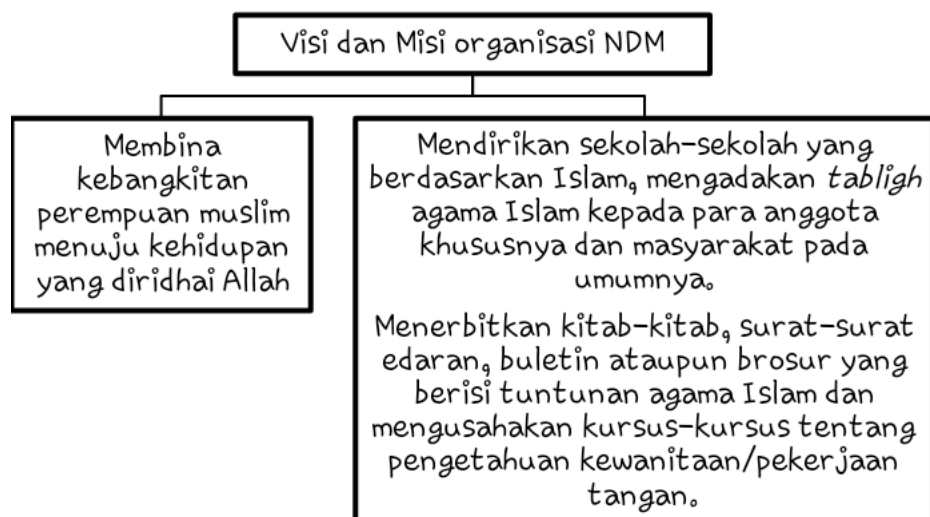 Visi dan Misi organisasi NDM
Membina
kebangkitan
perempuan muslim
menuju kehidupan
yang diridhai Allah
Mendirikan sekolah-sekolah yang
berdasarkan Islam, mengadakan tabligh
agama Islam kepada para anggota
khususnya dan masyarakat pada
umumnya.
Menerbitkan kitab-kitab, surat-surat
edaran, buletin ataupun brosur yang
berisi tuntunan agama Islam dan
mengusahakan kursus-kursus tentang
pengetahuan kewanitaan/pekerjaan
tangan.